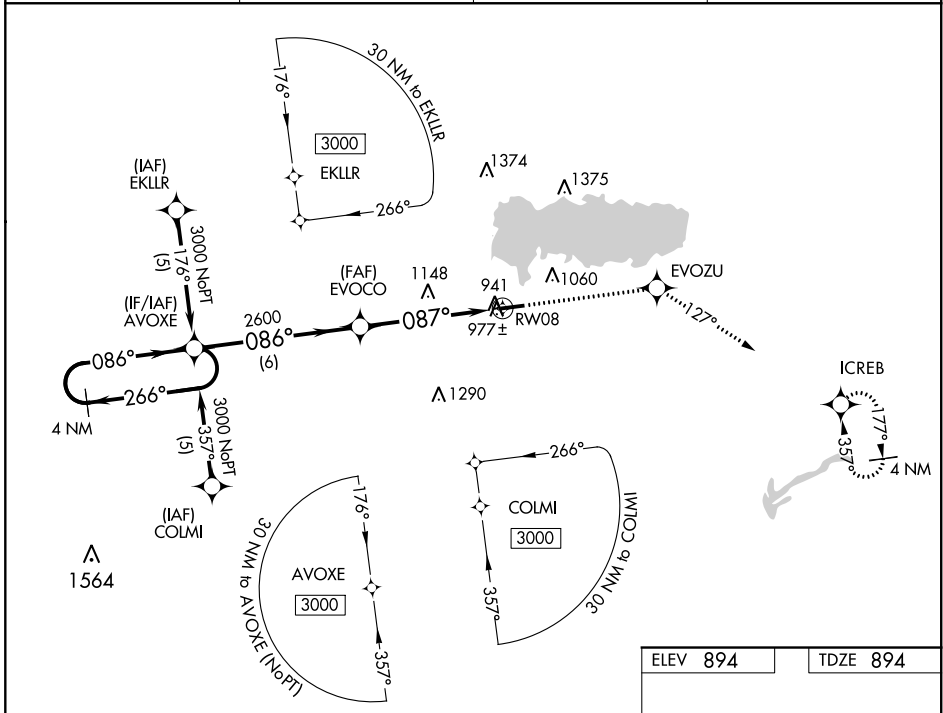 30 NM to EKLLR
176°
3000
EKLLR
266°
1374
1375
(IAF)
EKLLR
3000 NoPT
176°
(5)
(IF/IAF)
AVOXE
(FAF)
EVOCO
1148
941
1060
EVOZU
2600
086°
(6)
087°
977±
RW08
127°
086°
266°
4 NM
3000 NoPT
357°
(5)
1290
ICREB
177°
357°
4 NM
(IAF)
COLMI
1564
266°
COLMI
3000
357°
30 NM to COLMI
176°
AVOXE
3000
357°
30 NM to AVOXE (NoPT)
ELEV 894
TDZE 894